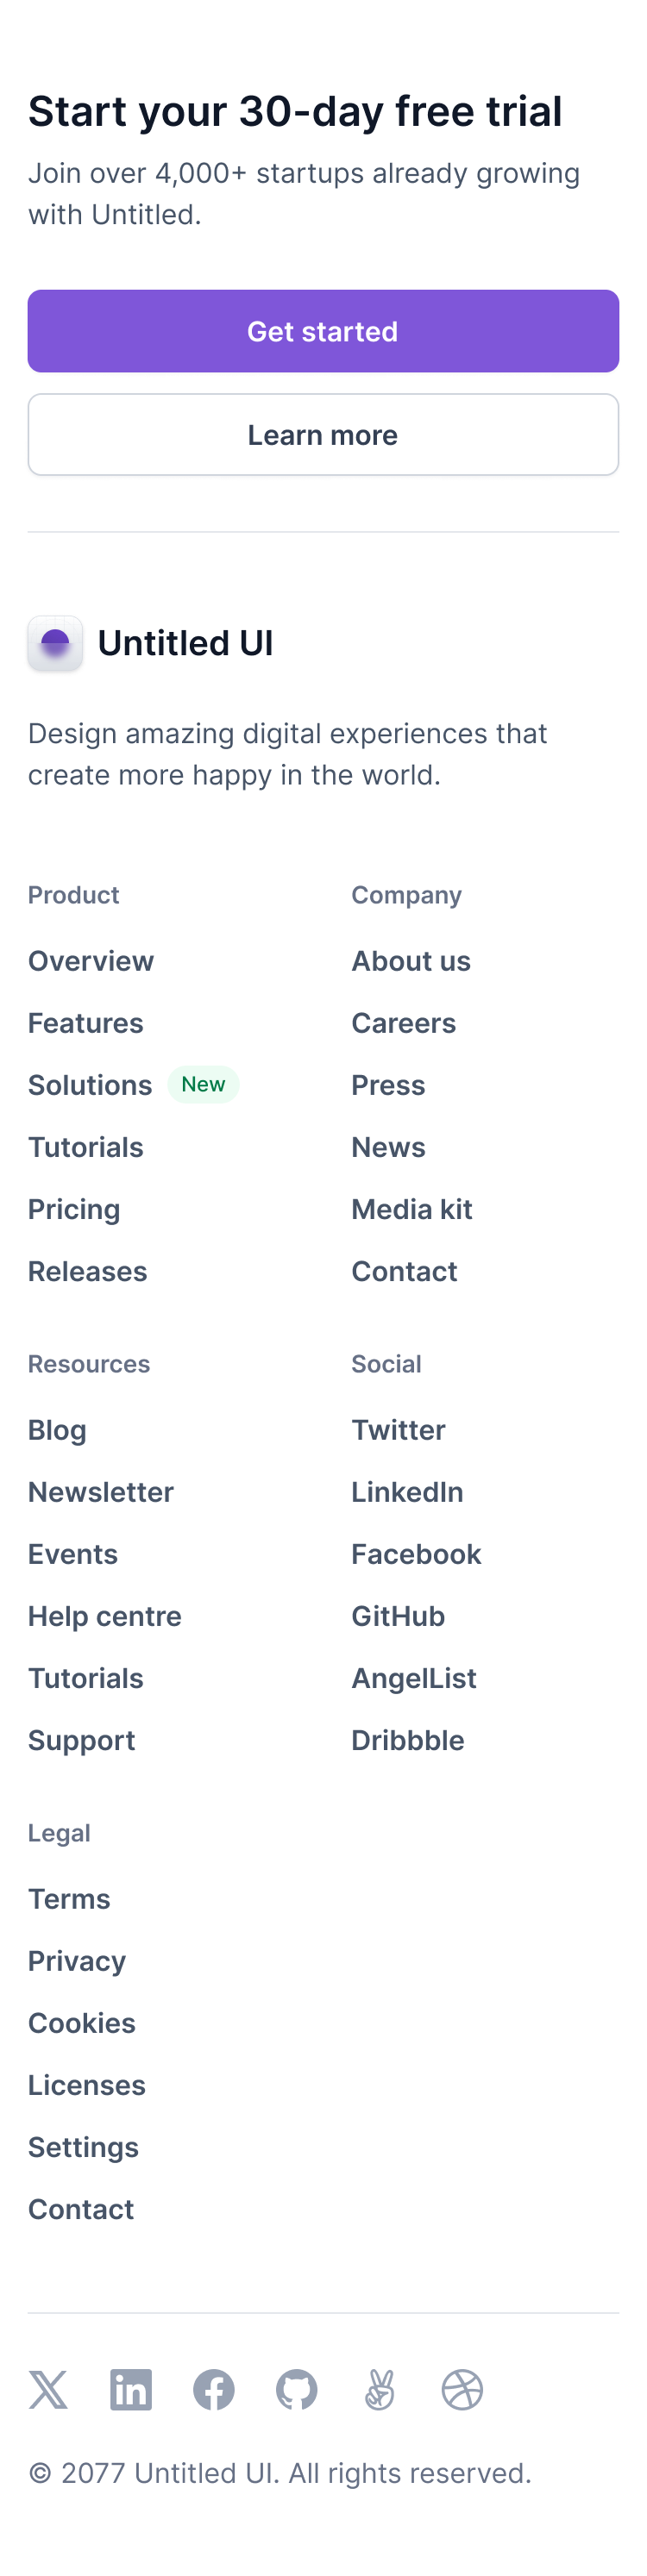 Start your 30-day free trial
Join over 4,000+ startups already growing
with Untitled.
Get started
Learn more
Untitled UI
Design amazing digital experiences that
create more happy in the world.
Product
Overview
Features
Solutions New
Tutorials
Pricing
Releases
Company
About us
Careers
Press
News
Media kit
Contact
Resources
Blog
Newsletter
Events
Help centre
Tutorials
Support
Social
Twitter
LinkedIn
Facebook
GitHub
AngelList
Dribbble
Legal
Terms
Privacy
Cookies
Licenses
Settings
Contact
© 2077 Untitled UI. All rights reserved.